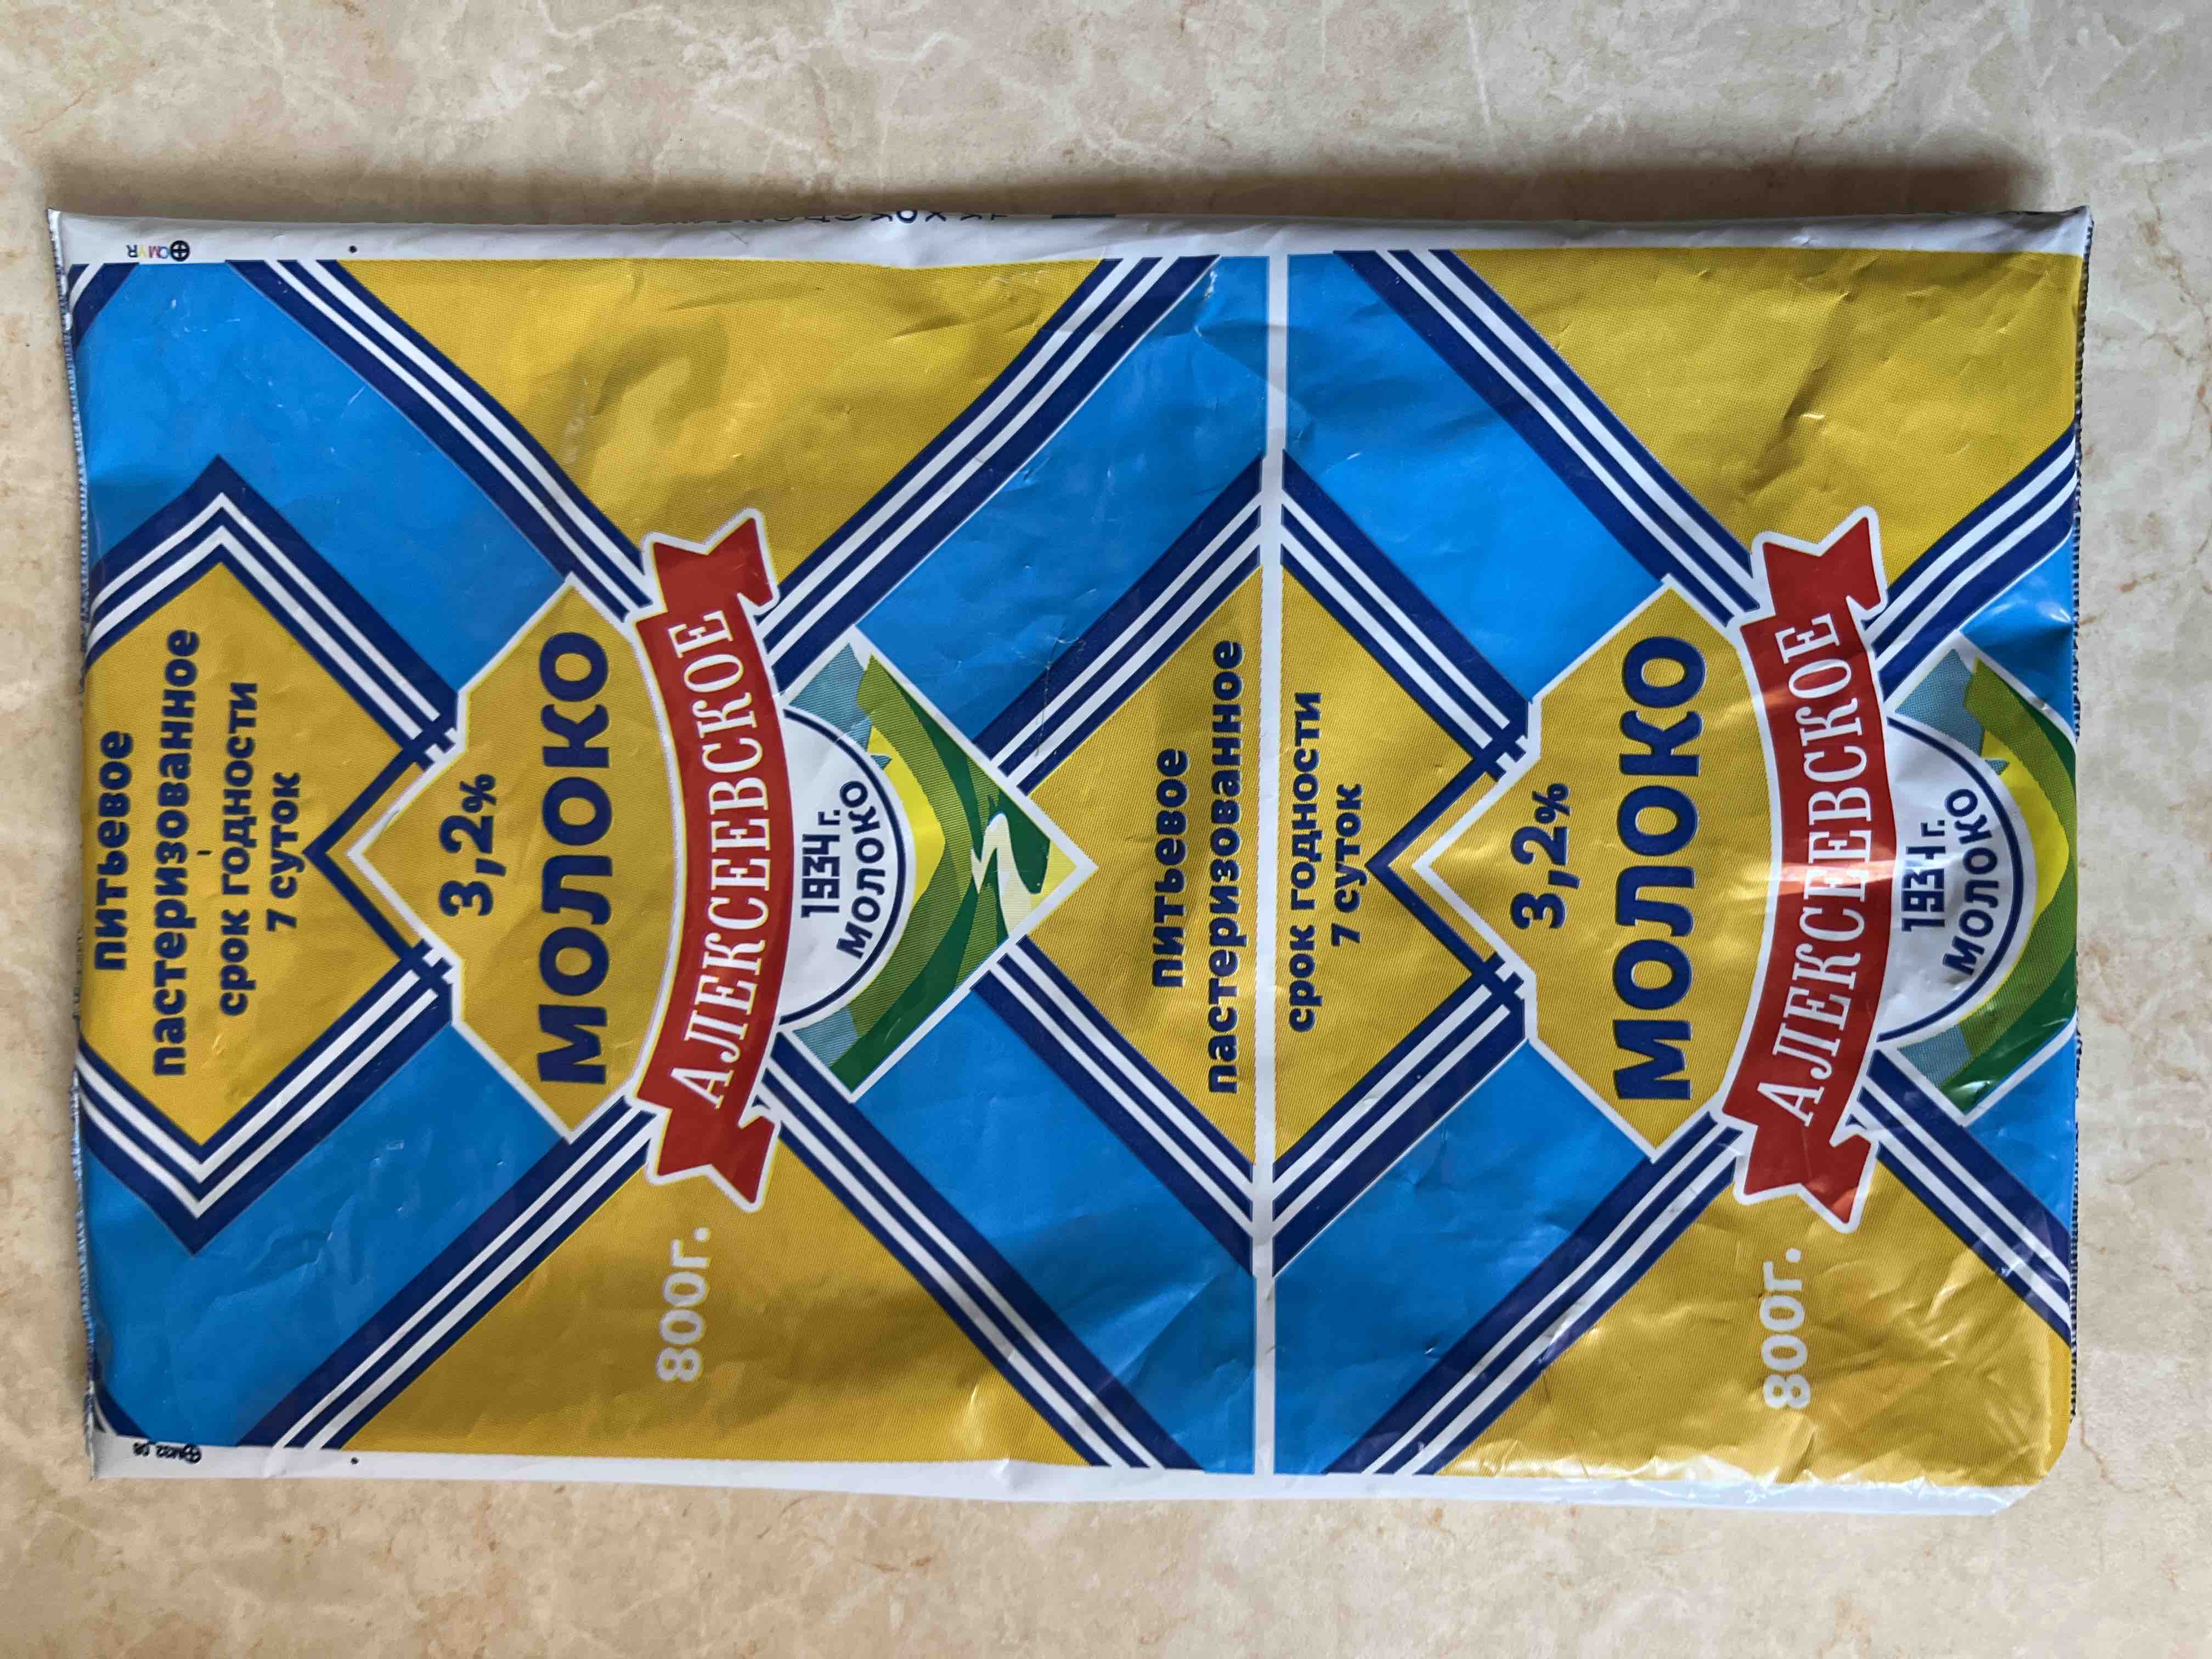 питьевое
пастеризованное
срок годности
7 суток
3,2%
МОЛОКО
АЛЕКСЕЕВСКОЕ
1934 г.
МОЛОКО
800г.
питьевое
пастеризованное
срок годности
7 суток
3,2%
МОЛОКО
АЛЕКСЕЕВСКОЕ
1934 г.
МОЛОКО
800г.